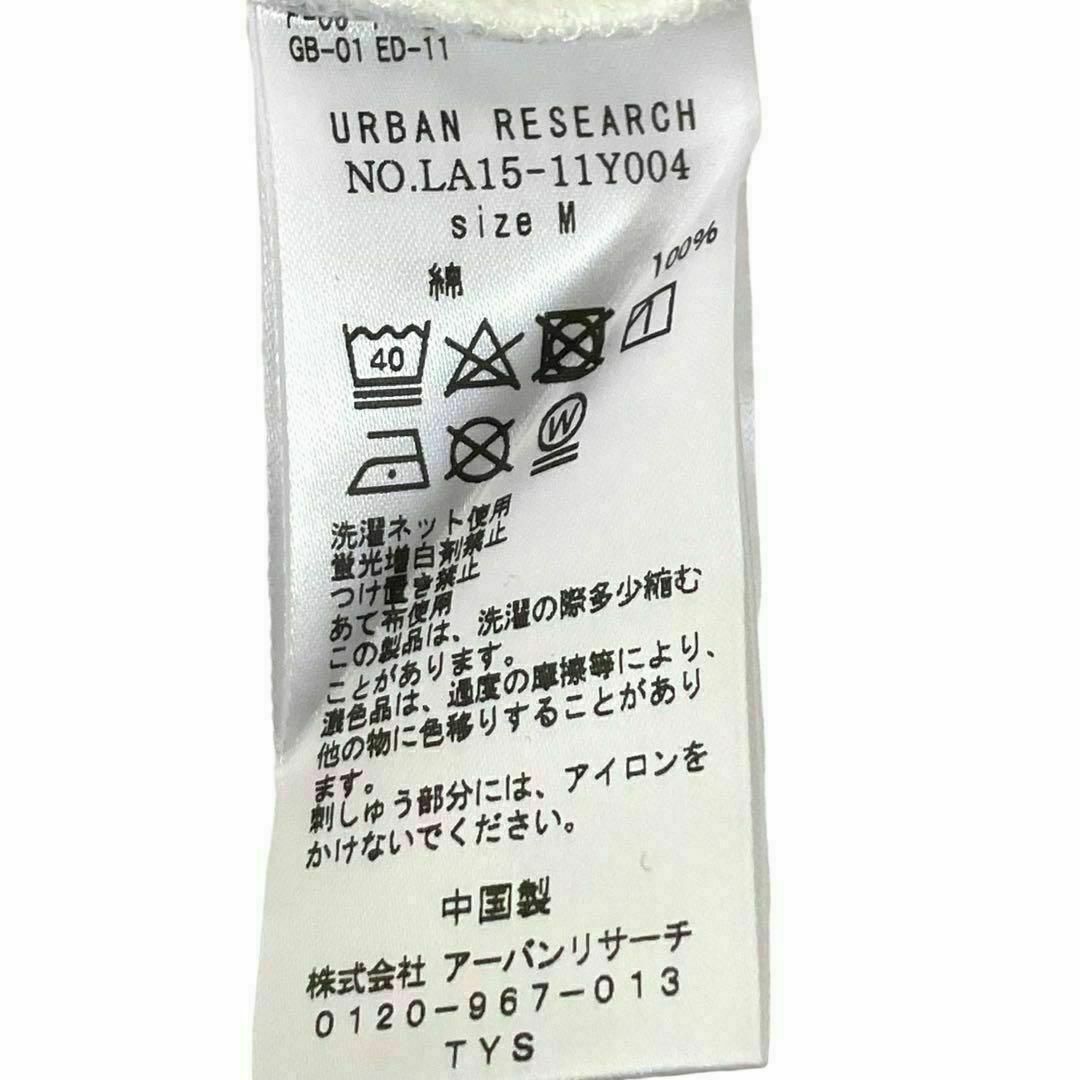 GB-01 ED-11
URBAN RESEARCH
NO.LA15-11Y004
size M
綿 100%
40
W
洗濯ネット使用
蛍光増白剤禁止
つけ置き禁止
あて布使用
この製品は、洗濯の際多少縮む
ことがあります。
濃色品は、過度の摩擦等により、
他の物に色移りすることがあり
ます。
刺しゅう部分には、アイロンを
かけないでください。
中国製
株式会社 アーバンリサーチ
0120-967-013
TYS